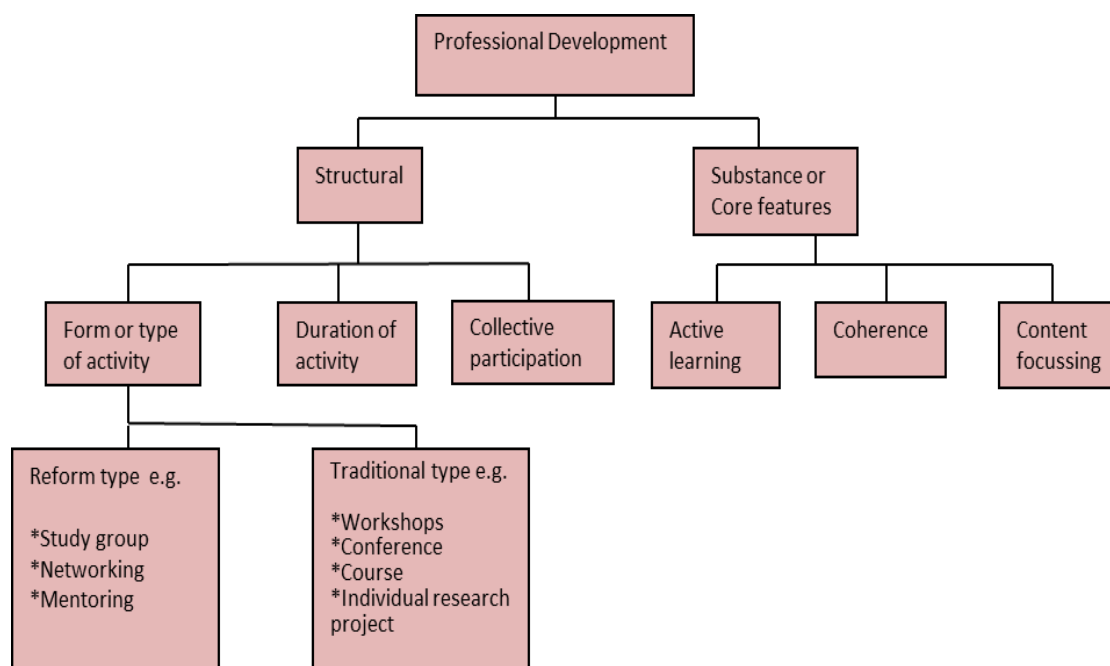 Professional Development
Structural
Substance or
Core features
Form or type
of activity
Duration of
activity
Collective
participation
Active
learning
Coherence
Content
focussing
Reform type e.g.
*Study group
*Networking
*Mentoring
Traditional type e.g.
*Workshops
*Conference
*Course
*Individual research
project